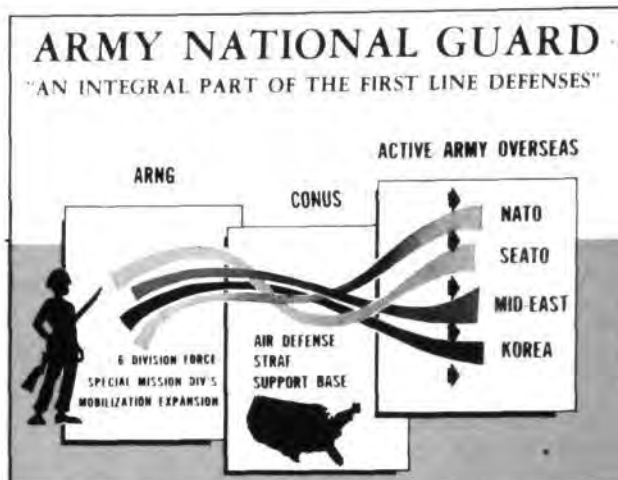 ARMY NATIONAL GUARD
"AN INTEGRAL PART OF THE FIRST LINE DEFENSES"
ARNG
6 DIVISION FORCE
SPECIAL MISSION DIV'S
MOBILIZATION EXPANSION
CONUS
AIR DEFENSE
STRAF
SUPPORT BASE
ACTIVE ARMY OVERSEAS
NATO
SEATO
MID-EAST
KOREA